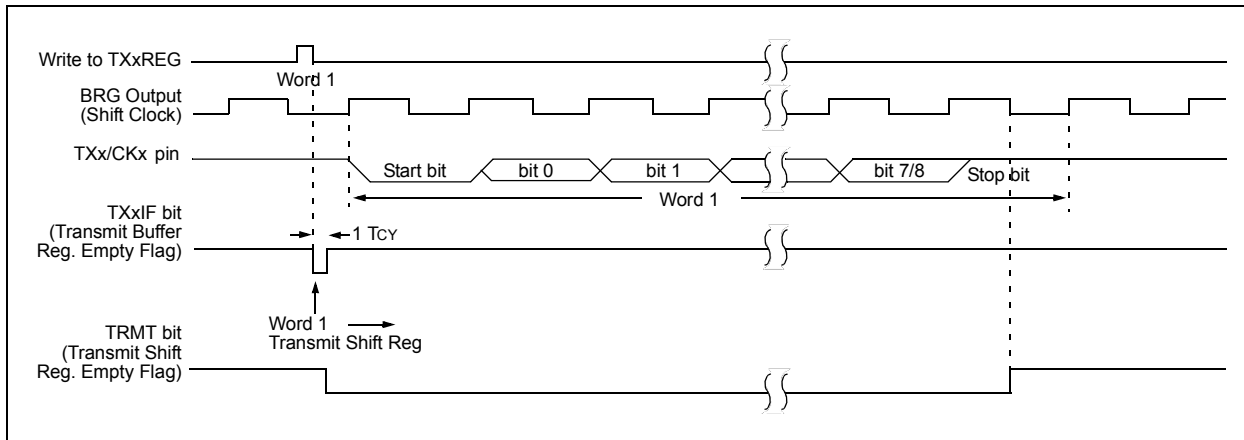 Write to TXxREG
Word 1
BRG Output
(Shift Clock)
TXx/CKx pin
Start bit
bit 0
bit 1
bit 7/8
Stop bit
Word 1
TXxIF bit
(Transmit Buffer
Reg. Empty Flag)
1 TCY
Word 1
Transmit Shift Reg
TRMT bit
(Transmit Shift
Reg. Empty Flag)